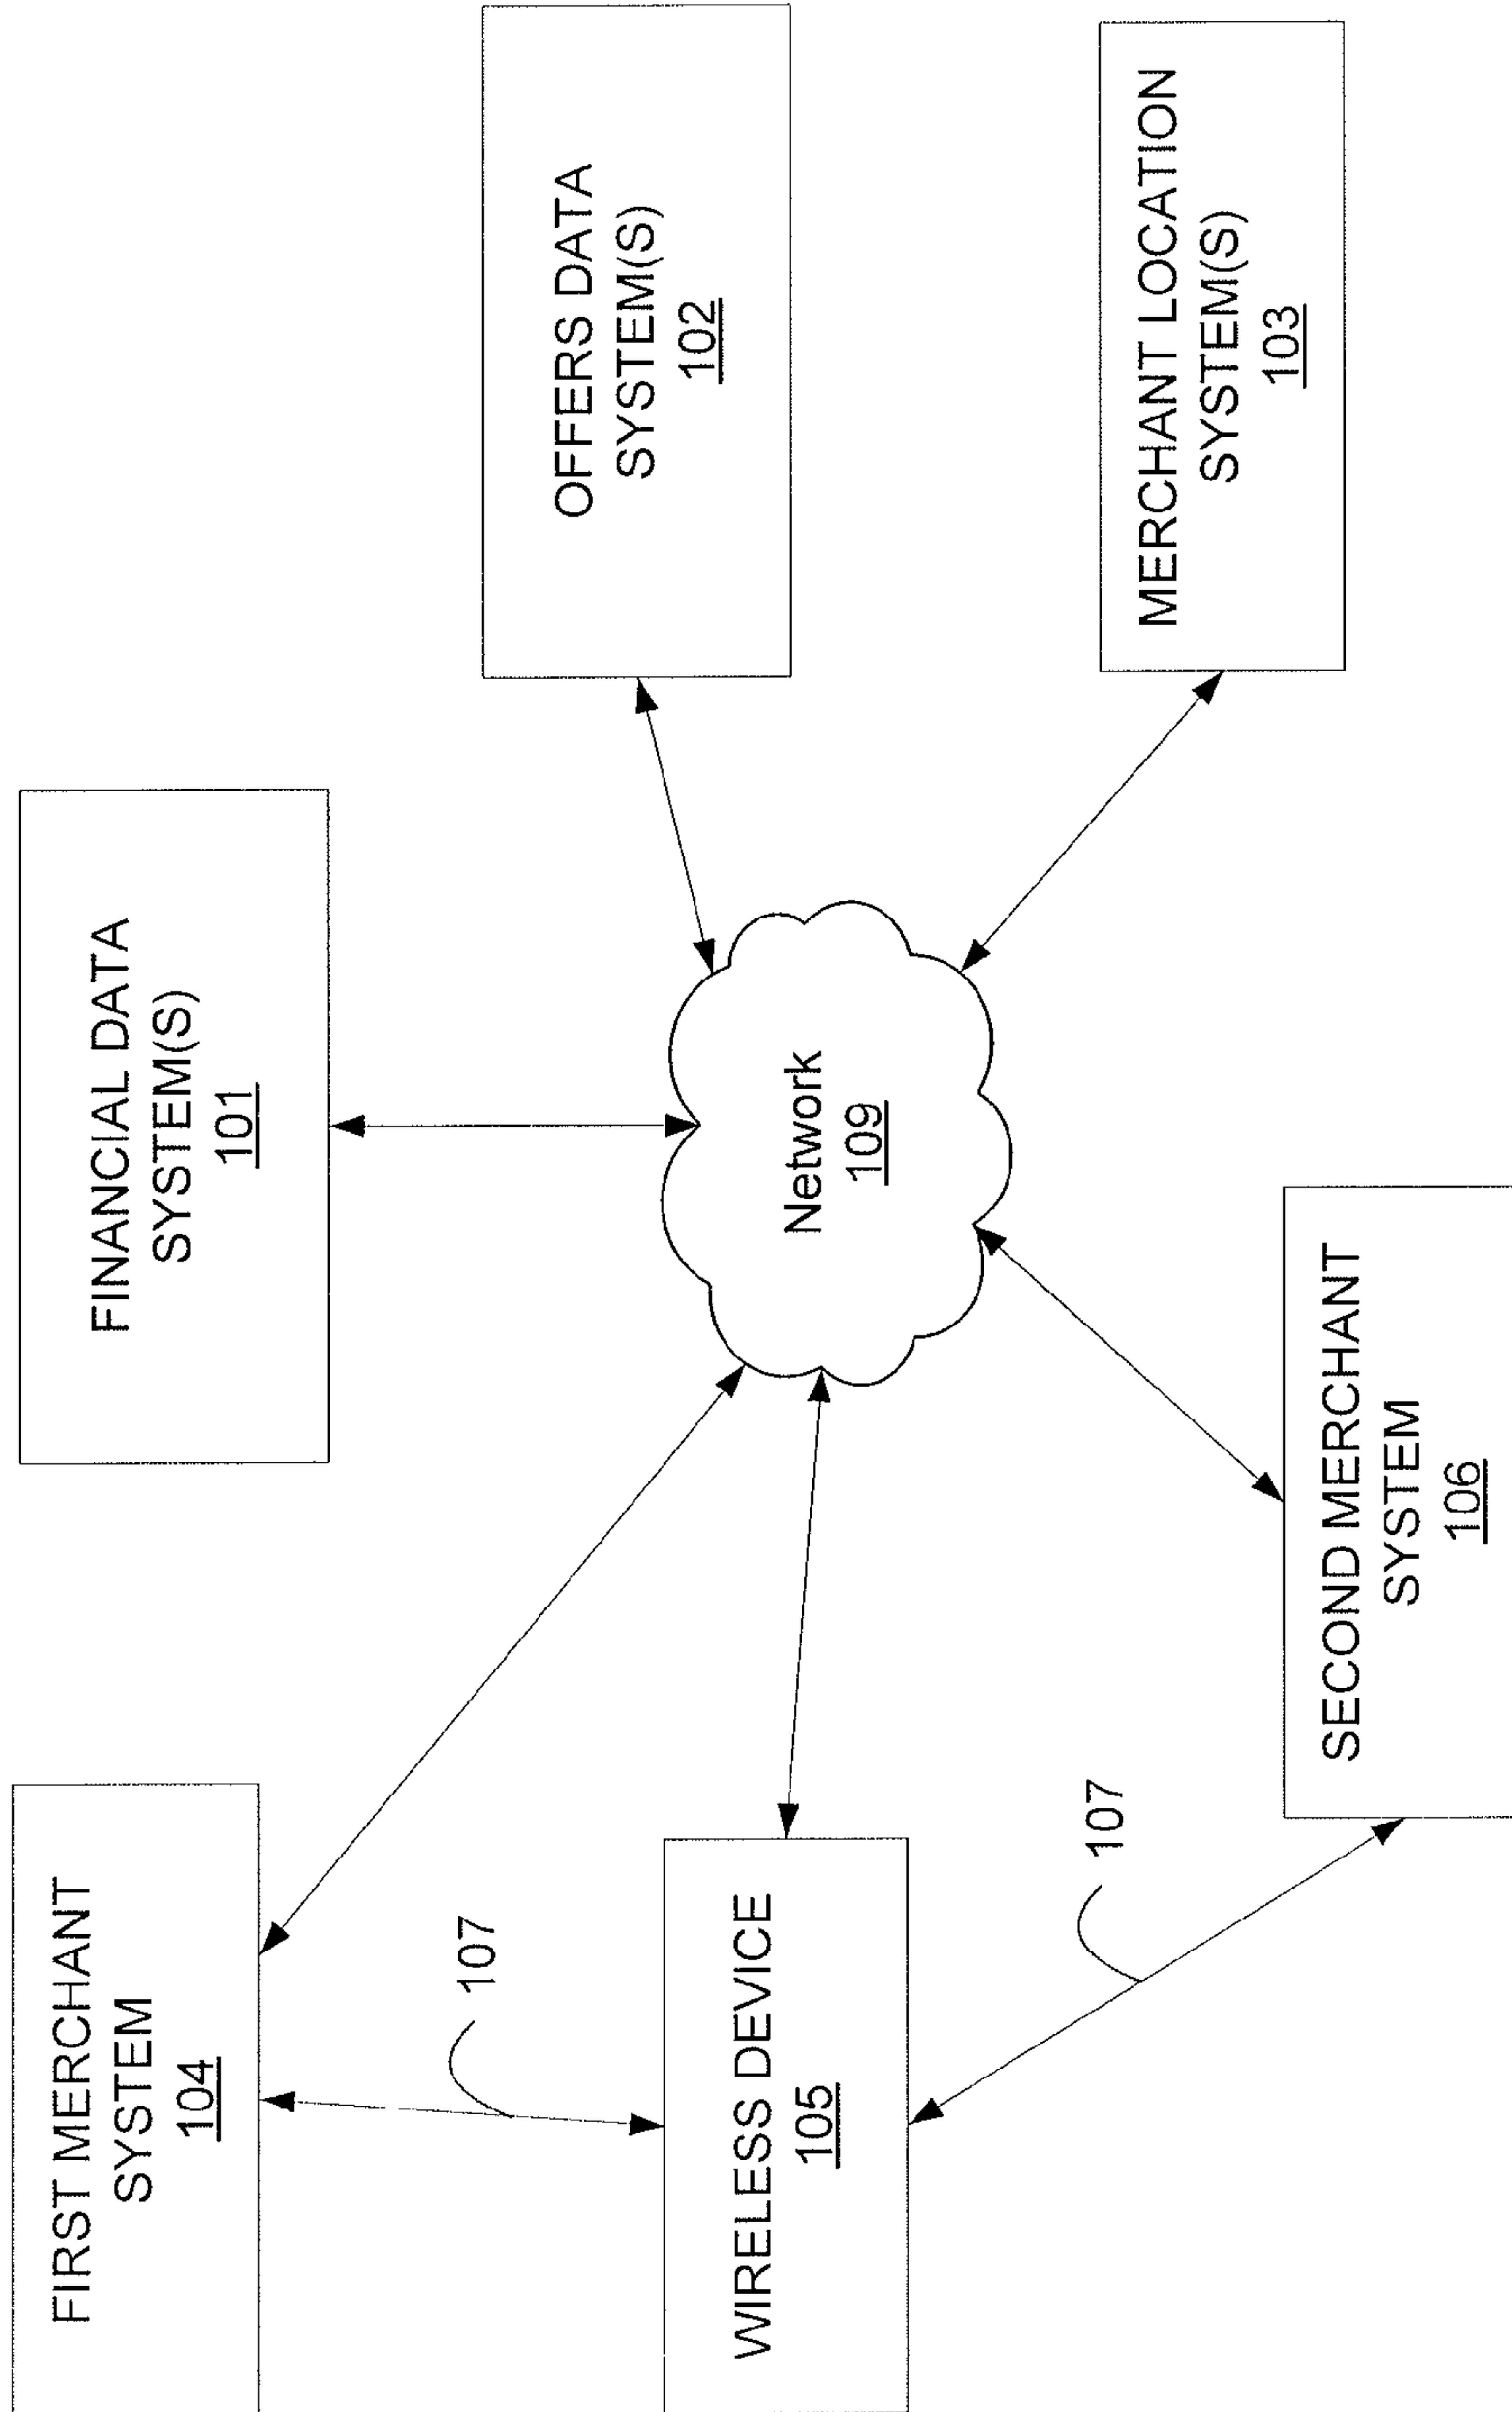 FIRST MERCHANT
SYSTEM
104
FINANCIAL DATA
SYSTEM(S)
101
107
WIRELESS DEVICE
105
Network
109
OFFERS DATA
SYSTEM(S)
102
107
SECOND MERCHANT
SYSTEM
106
MERCHANT LOCATION
SYSTEM(S)
103